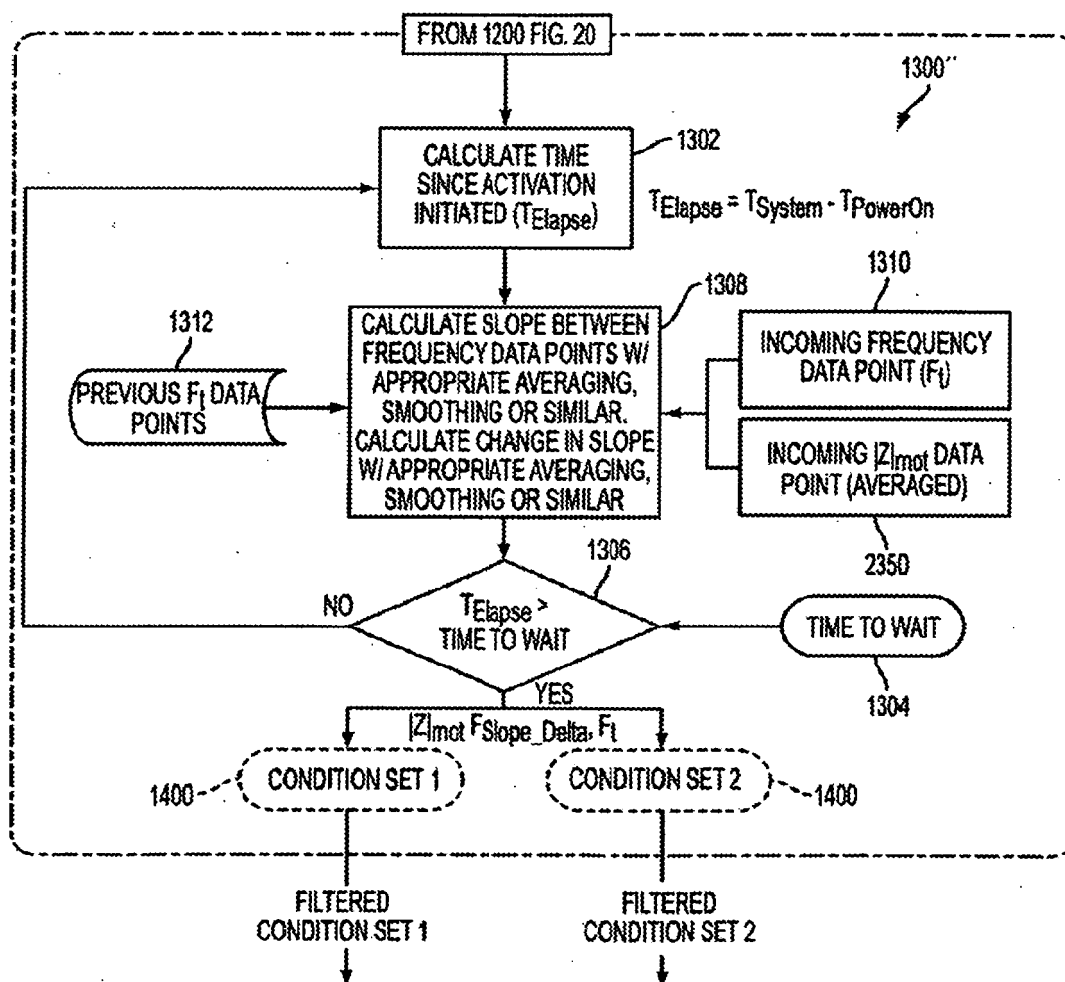 FROM 1200 FIG. 20
1300"
1302
CALCULATE TIME
SINCE ACTIVATION
INITIATED (TElapse)
TElapse = TSystem - TPowerOn
1310
1308
1312
CALCULATE SLOPE BETWEEN
FREQUENCY DATA POINTS W/
APPROPRIATE AVERAGING,
SMOOTHING OR SIMILAR.
CALCULATE CHANGE IN SLOPE
W/ APPROPRIATE AVERAGING,
SMOOTHING OR SIMILAR
INCOMING FREQUENCY
DATA POINT (Ft)
PREVIOUS Ft DATA
POINTS
INCOMING |Z|mot DATA
POINT (AVERAGED)
2350
1306
NO
TElapse >
TIME TO WAIT
TIME TO WAIT
1304
YES
|Z|mot FSlope_Delta, Ft
1400
CONDITION SET 1
CONDITION SET 2
1400
FILTERED
CONDITION SET 1
FILTERED
CONDITION SET 2